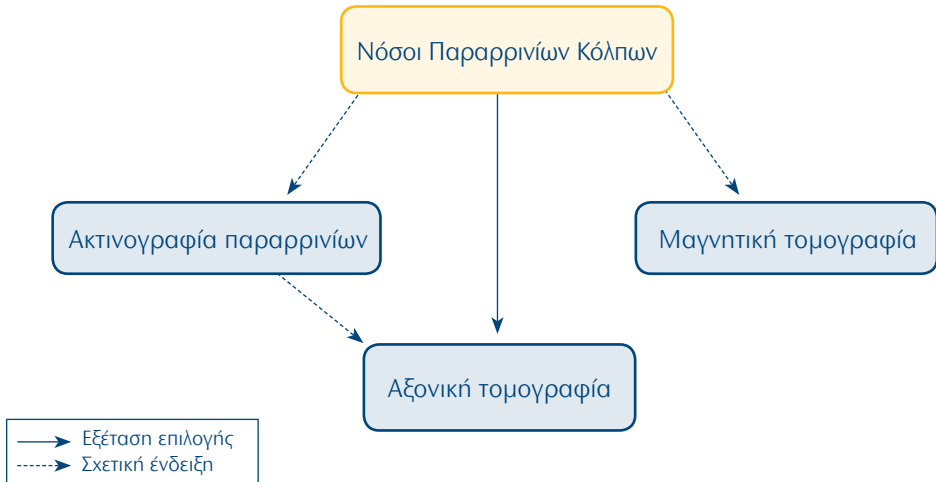 Νόσοι Παραρρινίων Κόλπων
Ακτινογραφία παραρρινίων
Μαγνητική τομογραφία
Αξονική τομογραφία
Εξέταση επιλογής
Σχετική ένδειξη